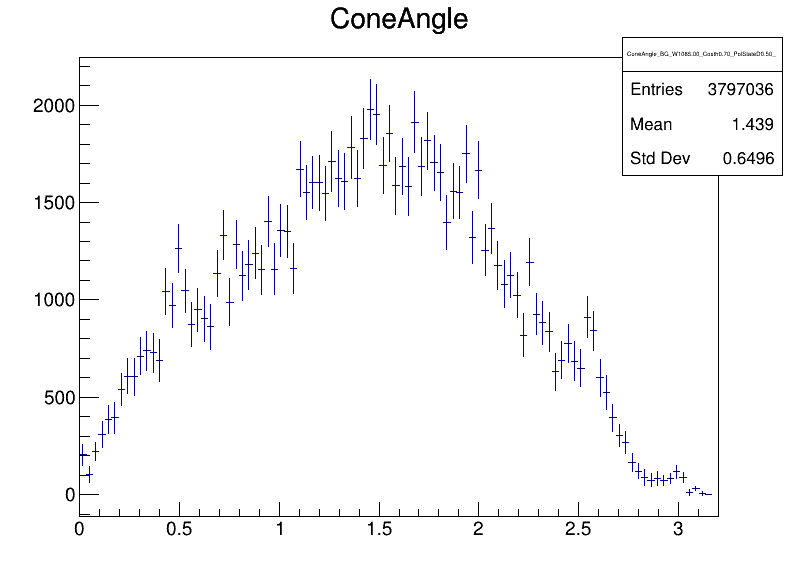 ConeAngle
ConeAngle_BG_W1085.00_Costh0.70_PolStateD0.50_
Entries 3797036
Mean 1.439
Std Dev 0.6496
2000
1500
1000
500
0
0 0.5 1 1.5 2 2.5 3